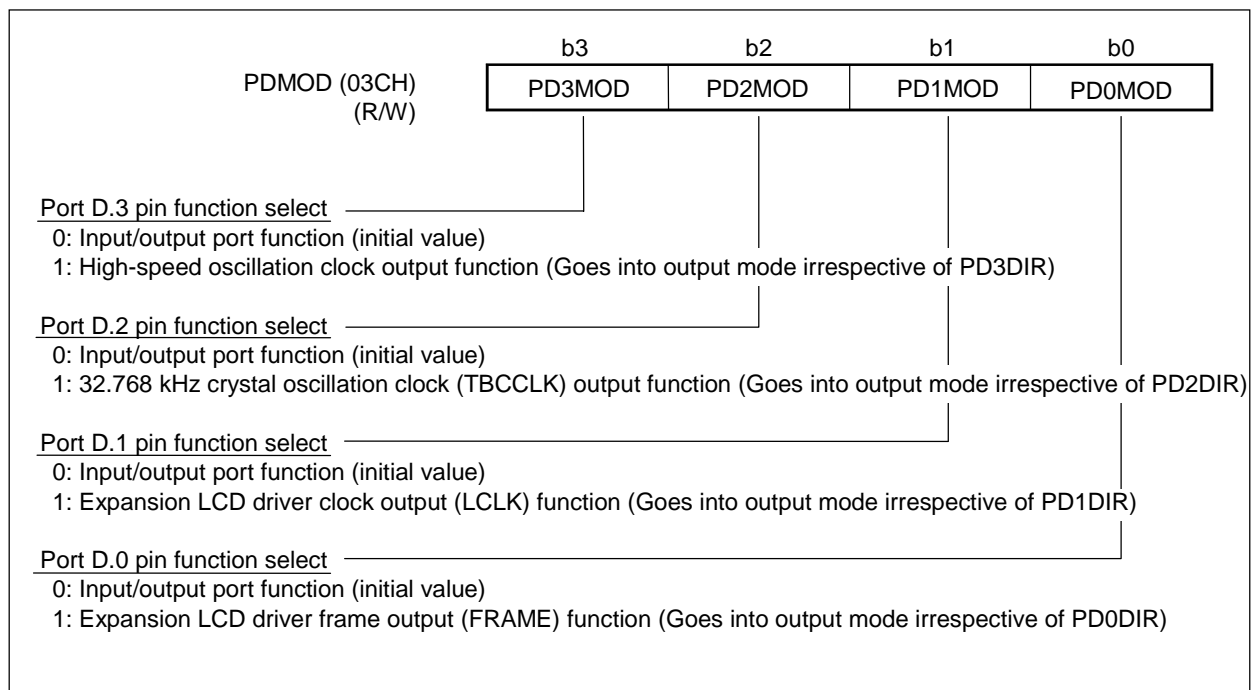 b3 b2 b1 b0
PDMOD (03CH) PD3MOD PD2MOD PD1MOD PD0MOD
(R/W)
Port D.3 pin function select
0: Input/output port function (initial value)
1: High-speed oscillation clock output function (Goes into output mode irrespective of PD3DIR)
Port D.2 pin function select
0: Input/output port function (initial value)
1: 32.768 kHz crystal oscillation clock (TBCCLK) output function (Goes into output mode irrespective of PD2DIR)
Port D.1 pin function select
0: Input/output port function (initial value)
1: Expansion LCD driver clock output (LCLK) function (Goes into output mode irrespective of PD1DIR)
Port D.0 pin function select
0: Input/output port function (initial value)
1: Expansion LCD driver frame output (FRAME) function (Goes into output mode irrespective of PD0DIR)